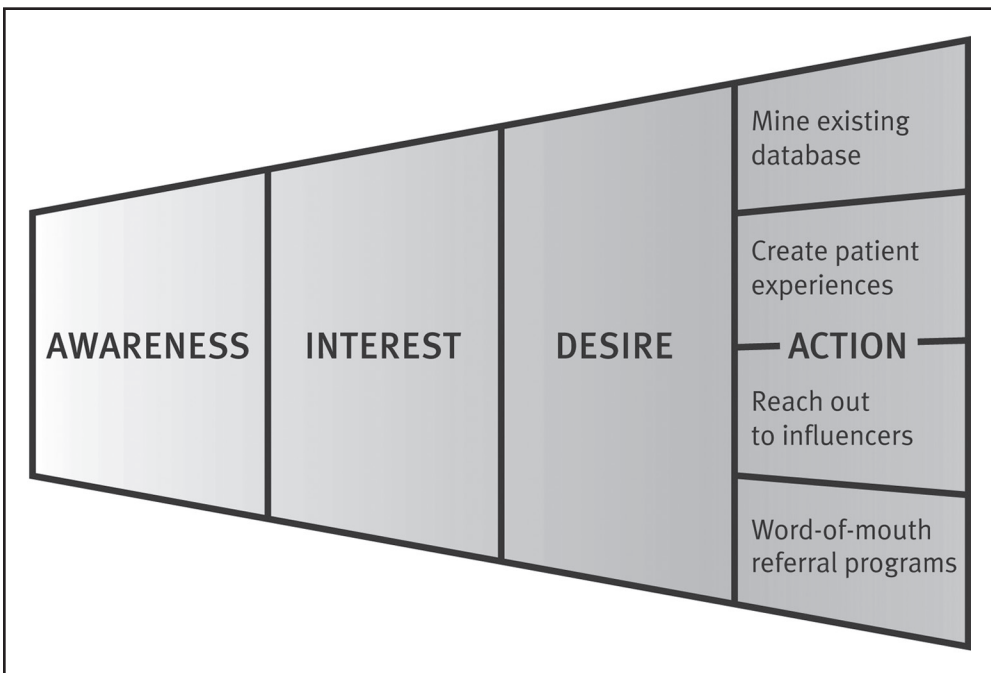 AWARENESS
INTEREST
DESIRE
Mine existing
database
Create patient
experiences
ACTION
Reach out
to influencers
Word-of-mouth
referral programs